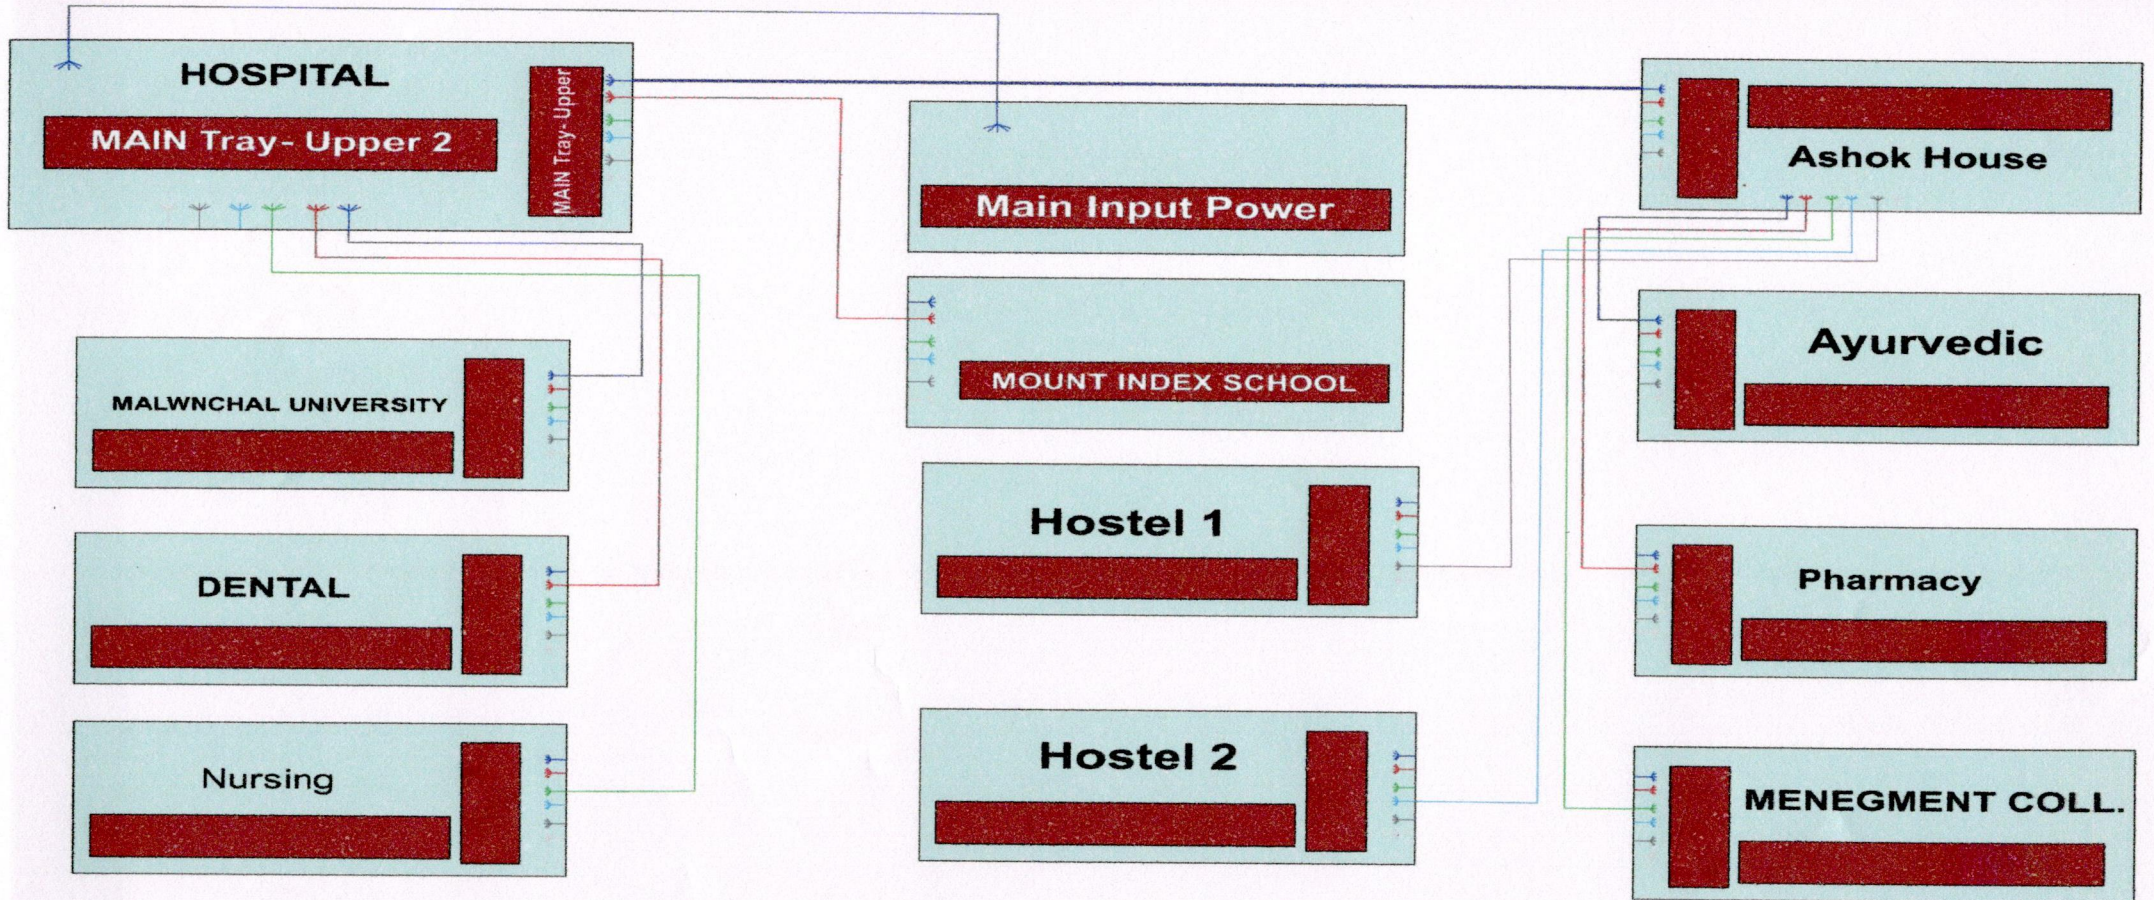 HOSPITAL
MAIN Tray- Upper 2
MAIN Tray- Upper
Main Input Power
Ashok House
MOUNT INDEX SCHOOL
Ayurvedic
MALWNCHAL UNIVERSITY
Hostel 1
DENTAL
Pharmacy
Nursing
Hostel 2
MENEGMENT COLL.